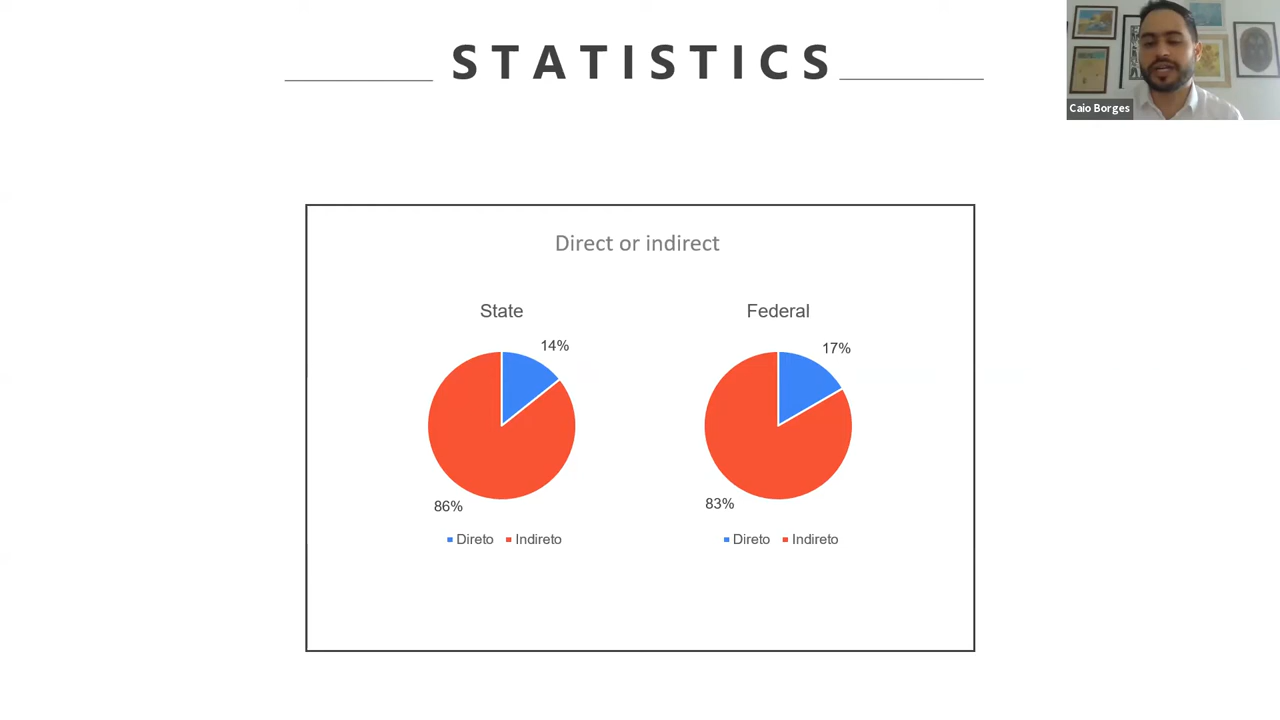 STATISTICS
Caio Borges
Direct or indirect
State
14%
86%
Direto Indireto
Federal
17%
83%
Direto Indireto